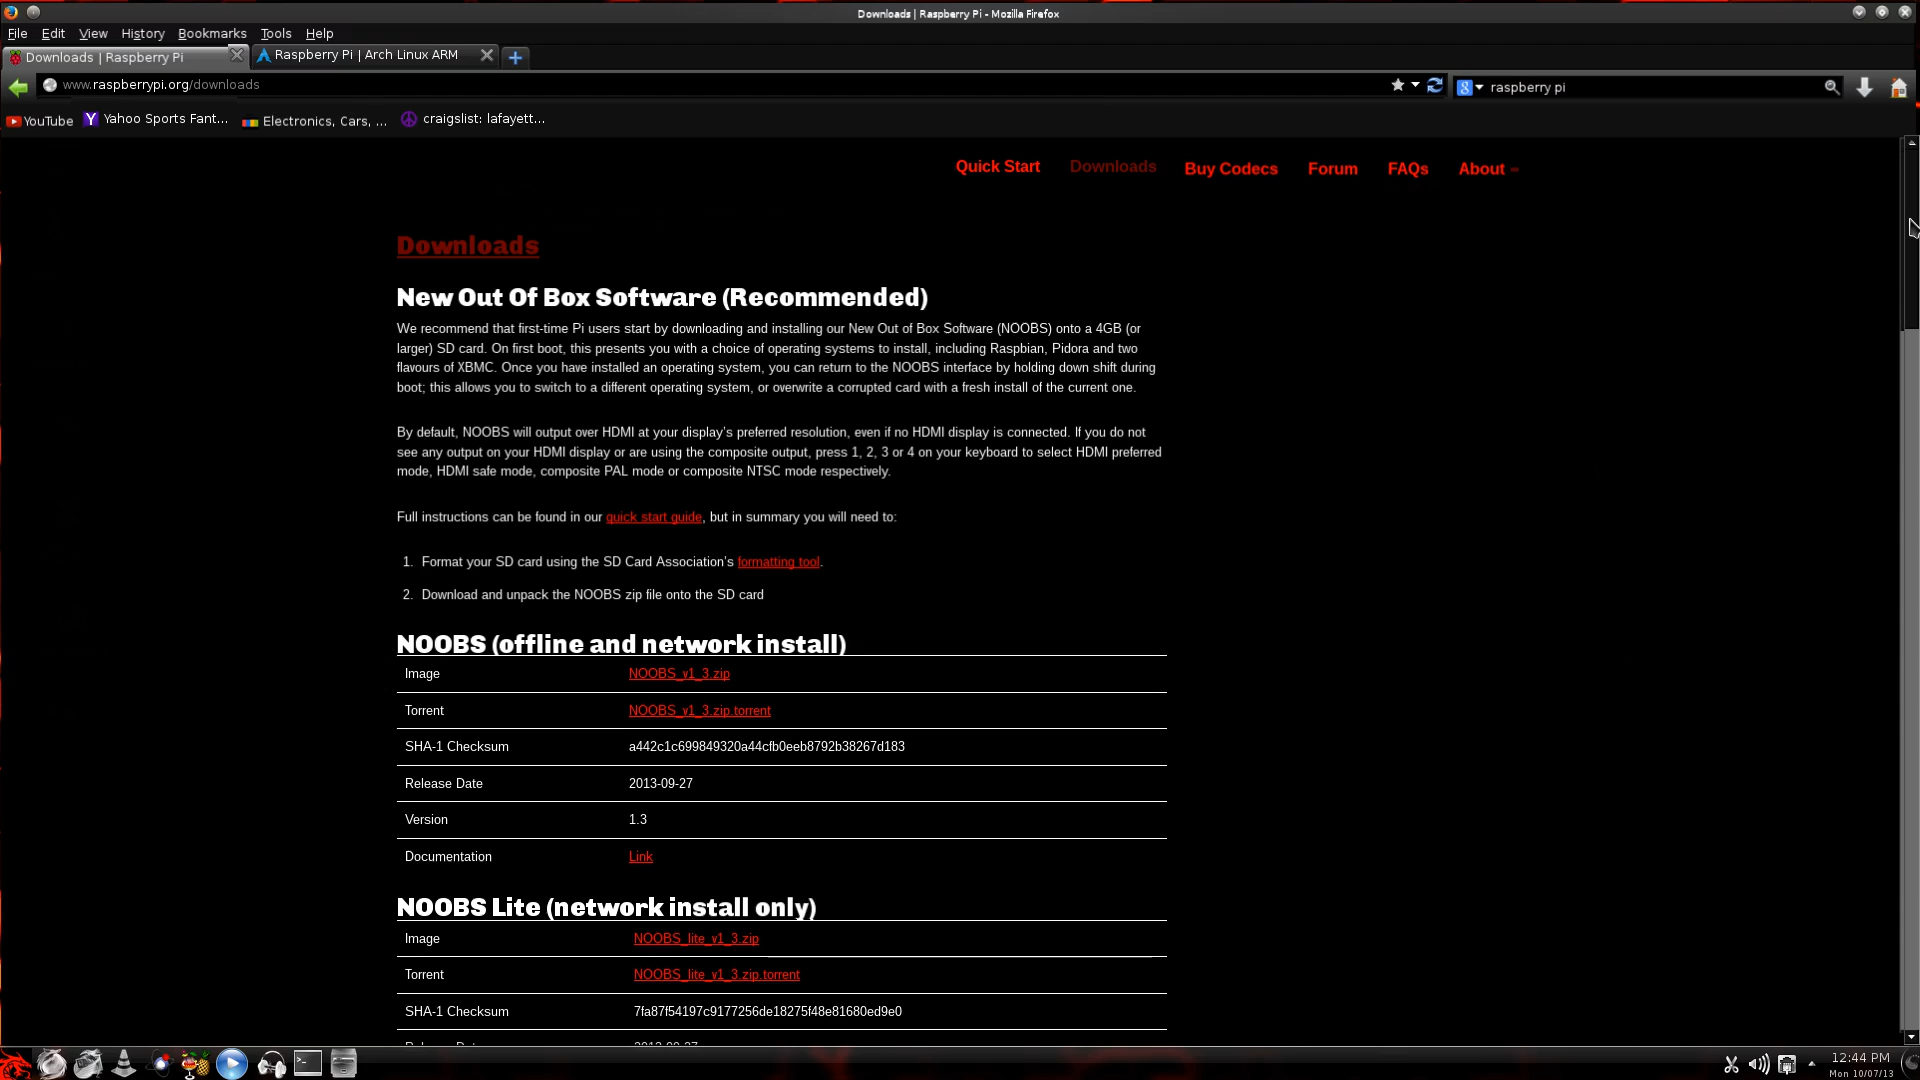 Downloads | Raspberry Pi - Mozilla Firefox
File Edit View History Bookmarks Tools Help
Downloads | Raspberry Pi Raspberry Pi | Arch Linux ARM
www.raspberrypi.org/downloads raspberry pi
YouTube Yahoo Sports Fant... Electronics, Cars, ... craigslist: lafayett...
Quick Start Downloads Buy Codecs Forum FAQs About
Downloads
New Out Of Box Software (Recommended)
We recommend that first-time Pi users start by downloading and installing our New Out of Box Software (NOOBS) onto a 4GB (or
larger) SD card. On first boot, this presents you with a choice of operating systems to install, including Raspbian, Pidora and two
flavours of XBMC. Once you have installed an operating system, you can return to the NOOBS interface by holding down shift during
boot; this allows you to switch to a different operating system, or overwrite a corrupted card with a fresh install of the current one.
By default, NOOBS will output over HDMI at your display's preferred resolution, even if no HDMI display is connected. If you do not
see any output on your HDMI display or are using the composite output, press 1, 2, 3 or 4 on your keyboard to select HDMI preferred
mode, HDMI safe mode, composite PAL mode or composite NTSC mode respectively.
Full instructions can be found in our quick start guide, but in summary you will need to:
1. Format your SD card using the SD Card Association's formatting tool.
2. Download and unpack the NOOBS zip file onto the SD card
NOOBS (offline and network install)
Image NOOBS_v1_3.zip
Torrent NOOBS_v1_3.zip.torrent
SHA-1 Checksum a442c1c699849320a44cfb0eeb8792b38267d183
Release Date 2013-09-27
Version 1.3
Documentation Link
NOOBS Lite (network install only)
Image NOOBS_lite_v1_3.zip
Torrent NOOBS_lite_v1_3.zip.torrent
SHA-1 Checksum 7fa87f54197c9177256de18275f48e81680ed9e0
Release Date 2013-09-27
12:44 PM
Mon 10/07/13